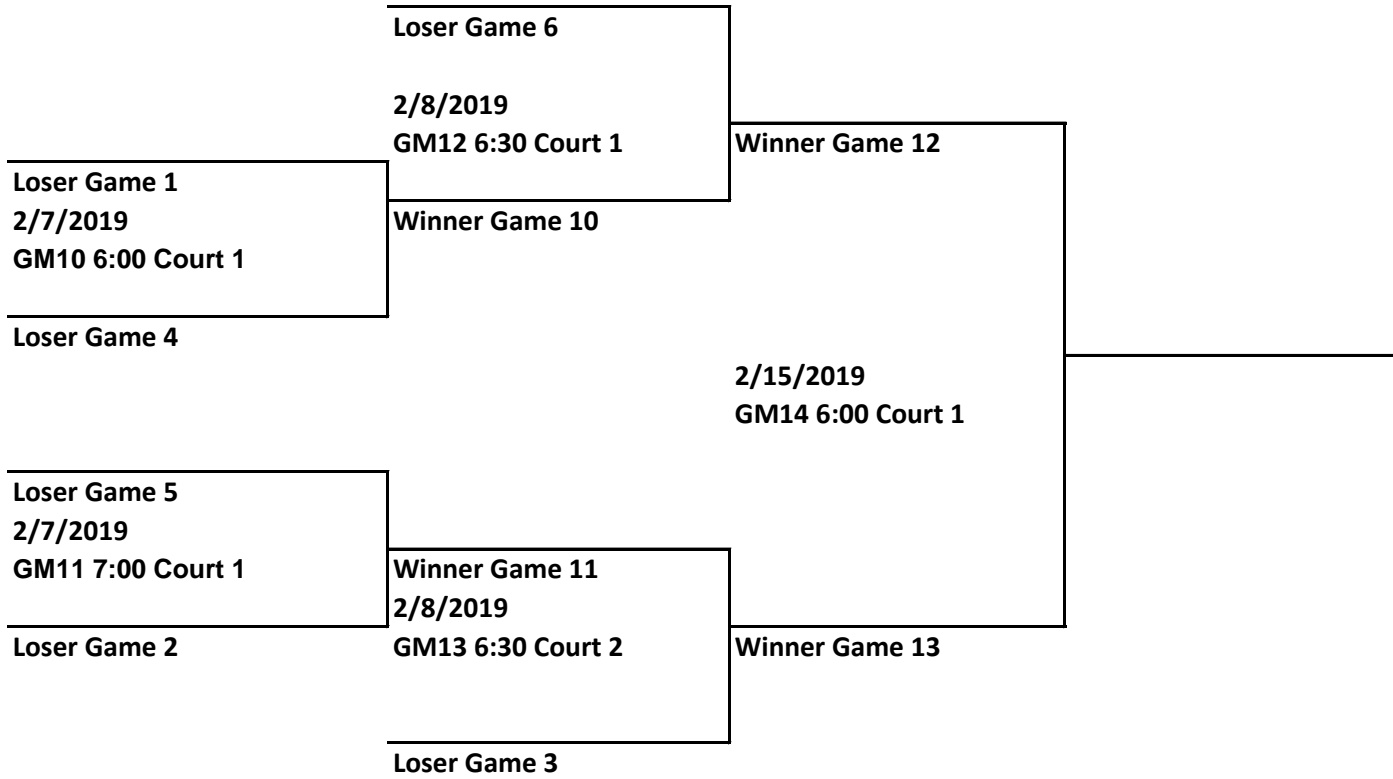 Loser Game 6
2/8/2019
GM12 6:30 Court 1
Winner Game 12
Loser Game 1
2/7/2019
Winner Game 10
GM10 6:00 Court 1
Loser Game 4
2/15/2019
GM14 6:00 Court 1
Loser Game 5
2/7/2019
GM11 7:00 Court 1
Winner Game 11
2/8/2019
Loser Game 2
GM13 6:30 Court 2
Winner Game 13
Loser Game 3